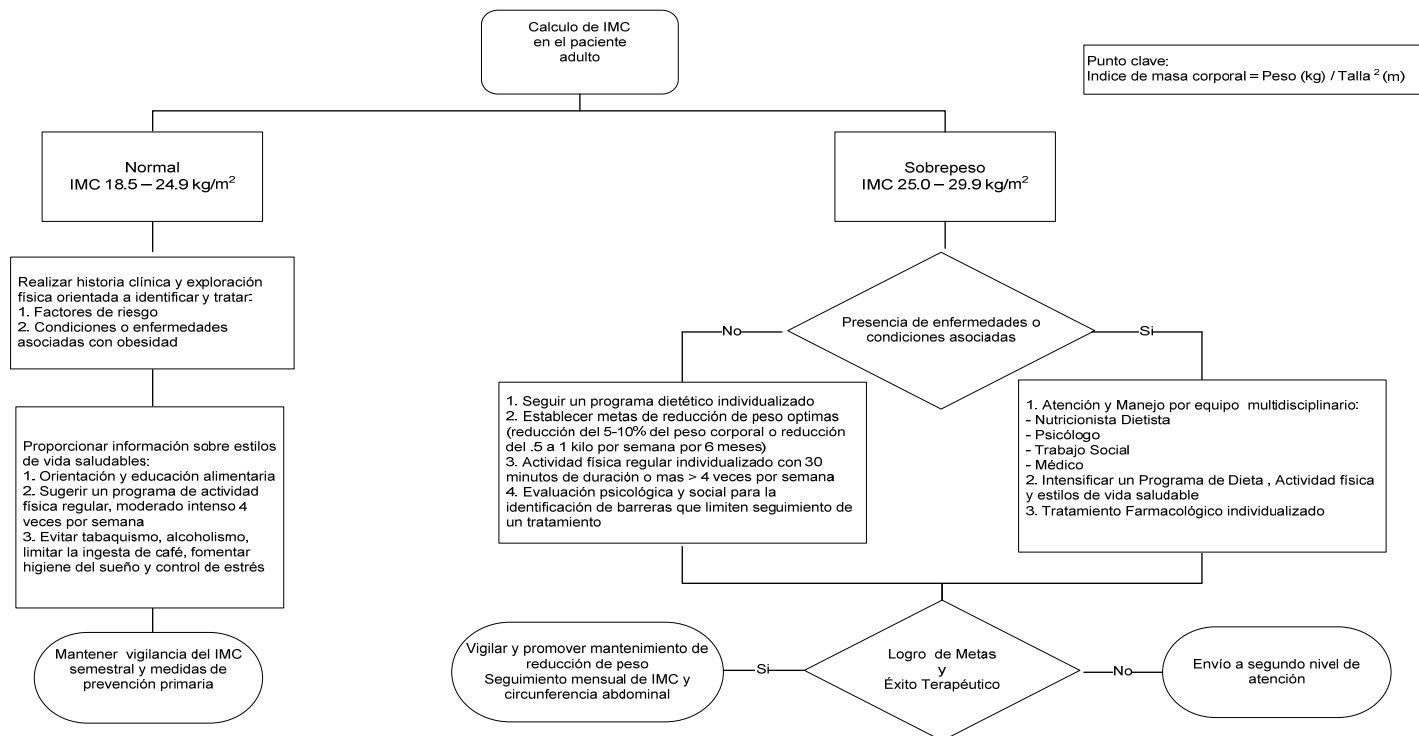 Calculo de IMC
en el paciente
adulto
Punto clave:
Indice de masa corporal = Peso (kg) / Talla ² (m)
Normal
IMC 18.5 – 24.9 kg/m²
Sobrepeso
IMC 25.0 – 29.9 kg/m²
Realizar historia clínica y exploración
física orientada a identificar y tratar:
1. Factores de riesgo
2. Condiciones o enfermedades
asociadas con obesidad
No
Presencia de enfermedades o
condiciones asociadas
Si
Proporcionar información sobre estilos
de vida saludables:
1. Orientación y educación alimentaria
2. Sugerir un programa de actividad
física regular, moderado intenso 4
veces por semana
3. Evitar tabaquismo, alcoholismo,
limitar la ingesta de café, fomentar
higiene del sueño y control de estrés
1. Seguir un programa dietético individualizado
2. Establecer metas de reducción de peso optimas
(reducción del 5-10% del peso corporal o reducción
del .5 a 1 kilo por semana por 6 meses)
3. Actividad física regular individualizado con 30
minutos de duración o mas > 4 veces por semana
4. Evaluación psicológica y social para la
identificación de barreras que limiten seguimiento de
un tratamiento
1. Atención y Manejo por equipo multidisciplinario:
- Nutricionista Dietista
- Psicólogo
- Trabajo Social
- Médico
2. Intensificar un Programa de Dieta , Actividad física
y estilos de vida saludable
3. Tratamiento Farmacológico individualizado
Mantener vigilancia del IMC
semestral y medidas de
prevención primaria
Vigilar y promover mantenimiento de
reducción de peso
Seguimiento mensual de IMC y
circunferencia abdominal
Si
Logro de Metas
y
Éxito Terapéutico
No
Envío a segundo nivel de
atención